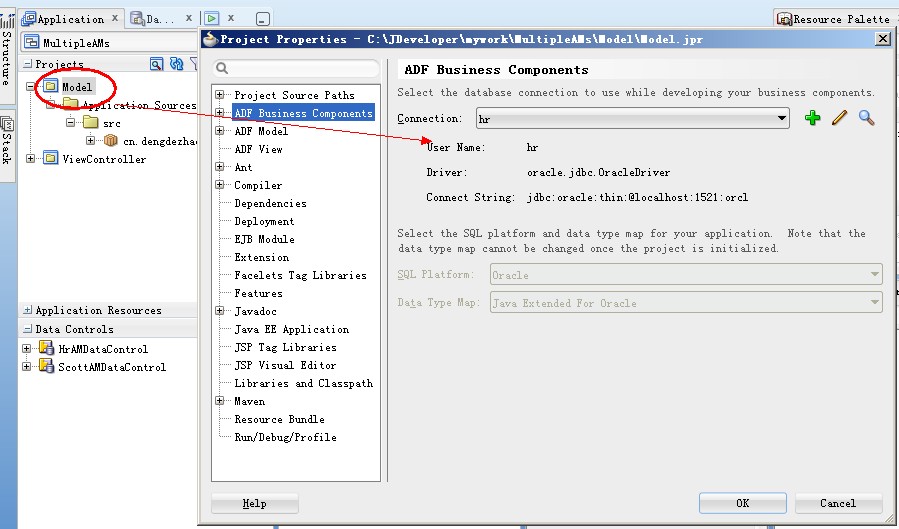 Application
Da...
Resource Palette
Structure
Stack
MultipleAMs
Projects
Model
Application Sources
src
cn.dengdezhao
ViewController
Application Resources
Data Controls
HrAMDataControl
ScottAMDataControl
Project Properties - C:\JDeveloper\mywork\MultipleAMs\Model\Model.jpr
Project Source Paths
ADF Business Components
ADF Model
ADF View
Ant
Compiler
Dependencies
Deployment
EJB Module
Extension
Facelets Tag Libraries
Features
Javadoc
Java EE Application
JSP Tag Libraries
JSP Visual Editor
Libraries and Classpath
Maven
Resource Bundle
Run/Debug/Profile
ADF Business Components
Select the database connection to use while developing your business components.
Connection: hr
User Name: hr
Driver: oracle.jdbc.OracleDriver
Connect String: jdbc:oracle:thin:@localhost:1521:orcl
Select the SQL platform and data type map for your application. Note that the
data type map cannot be changed once the project is initialized.
SQL Platform: Oracle
Data Type Map: Java Extended For Oracle
Help
OK
Cancel